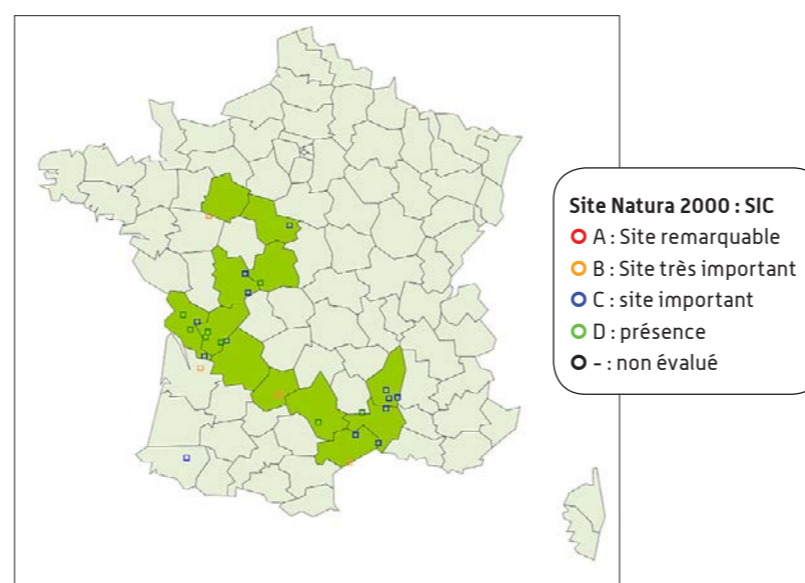 Site Natura 2000 : SIC
A : Site remarquable
B : Site très important
C : site important
D : présence
- : non évalué